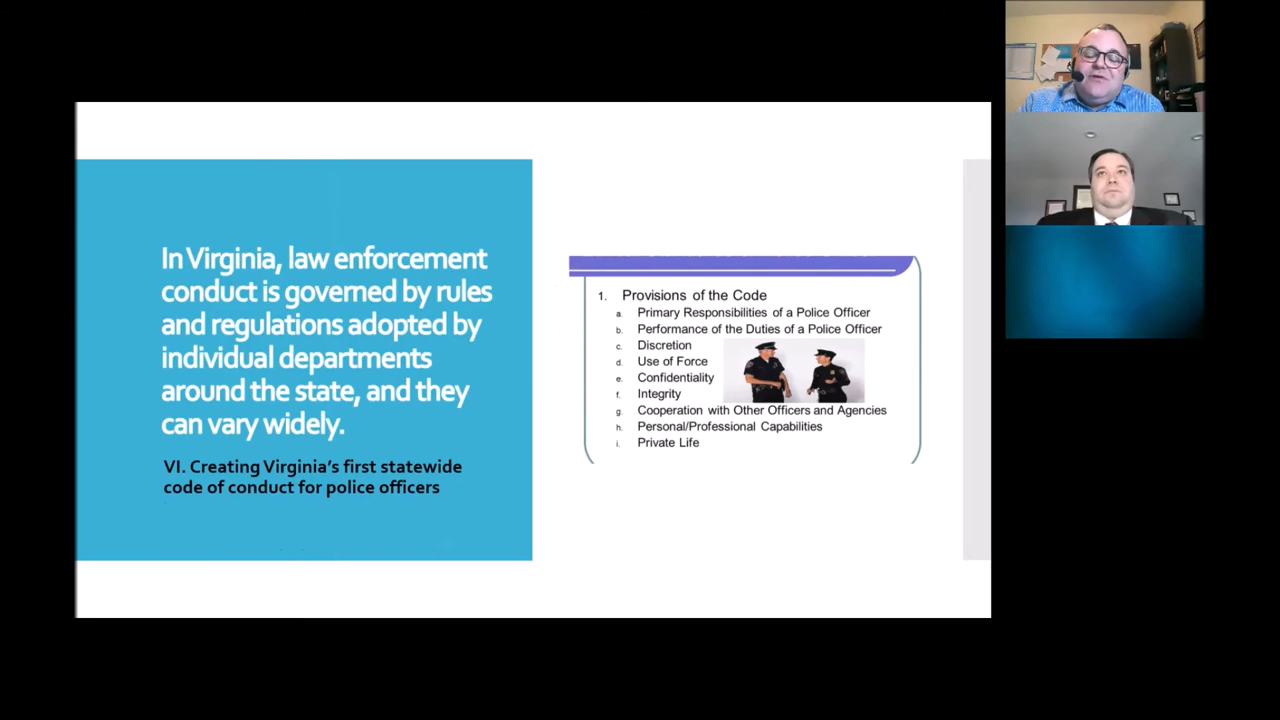 In Virginia, law enforcement
conduct is governed by rules
and regulations adopted by
individual departments
around the state, and they
can vary widely.
VI. Creating Virginia's first statewide
code of conduct for police officers
1. Provisions of the Code
a. Primary Responsibilities of a Police Officer
b. Performance of the Duties of a Police Officer
c. Discretion
d. Use of Force
e. Confidentiality
f. Integrity
g. Cooperation with Other Officers and Agencies
h. Personal/Professional Capabilities
i. Private Life